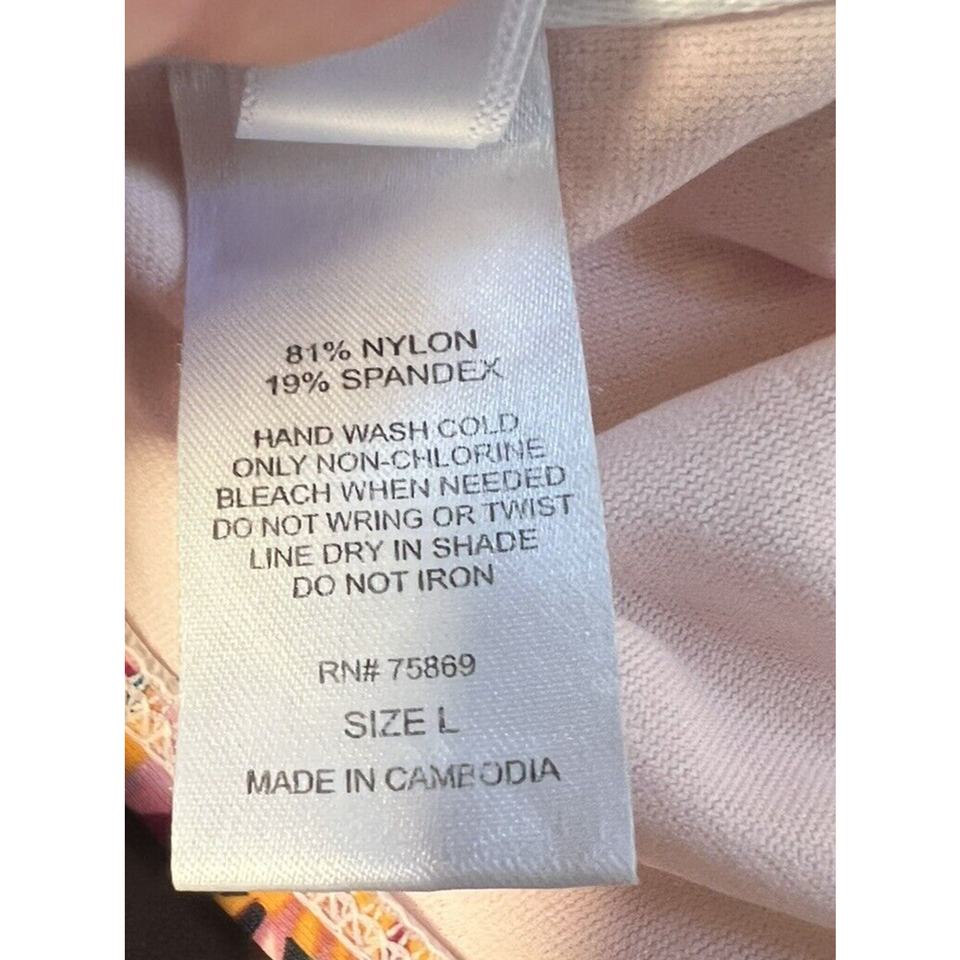 81% NYLON
19% SPANDEX
HAND WASH COLD
ONLY NON-CHLORINE
BLEACH WHEN NEEDED
DO NOT WRING OR TWIST
LINE DRY IN SHADE
DO NOT IRON
RN# 75869
SIZE L
MADE IN CAMBODIA